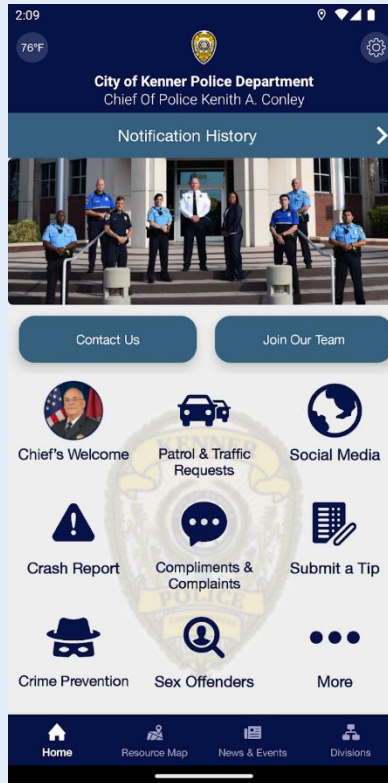 2:09
76°F
City of Kenner Police Department
Chief Of Police Kenith A. Conley
Notification History
Contact Us
Join Our Team
Chief's Welcome
Patrol & Traffic
Requests
Social Media
KENNER
Crash Report
Compliments &
Complaints
Submit a Tip
POLICE
Crime Prevention
Sex Offenders
More
Home
Resource Map
News & Events
Divisions